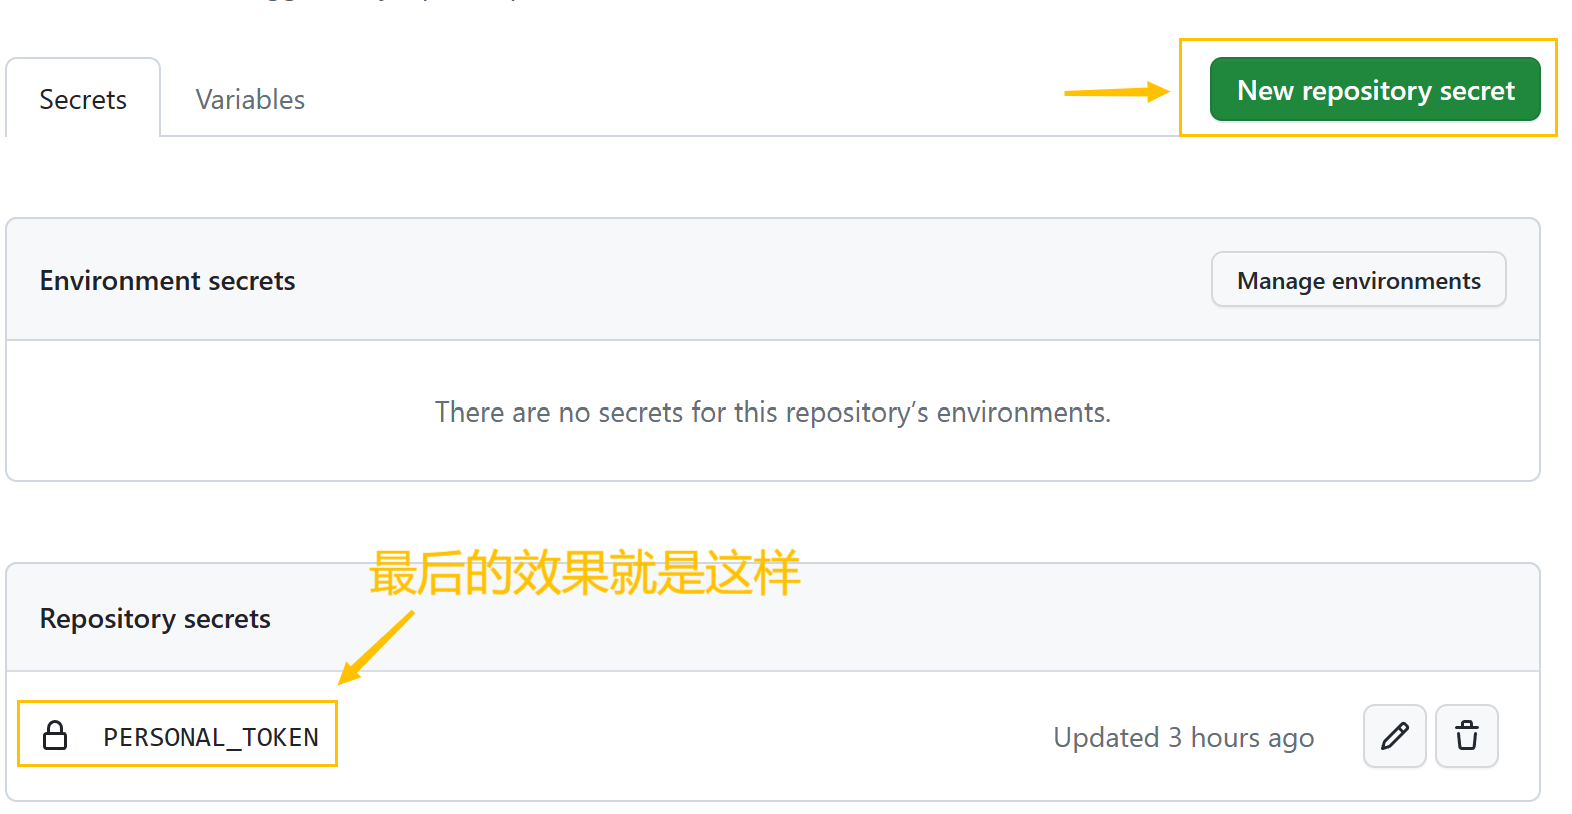 Secrets
Variables
New repository secret
Environment secrets
Manage environments
There are no secrets for this repository’s environments.
最后的效果就是这样
Repository secrets
PERSONAL_TOKEN
Updated 3 hours ago